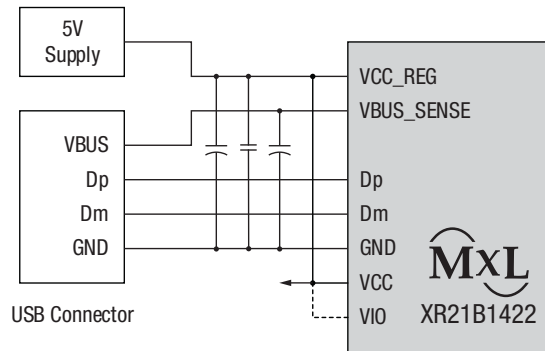 5V
Supply
VCC_REG
VBUS_SENSE
VBUS
Dp
Dp
Dm
Dm
GND
GND
MxL
VCC
USB Connector
VIO
XR21B1422